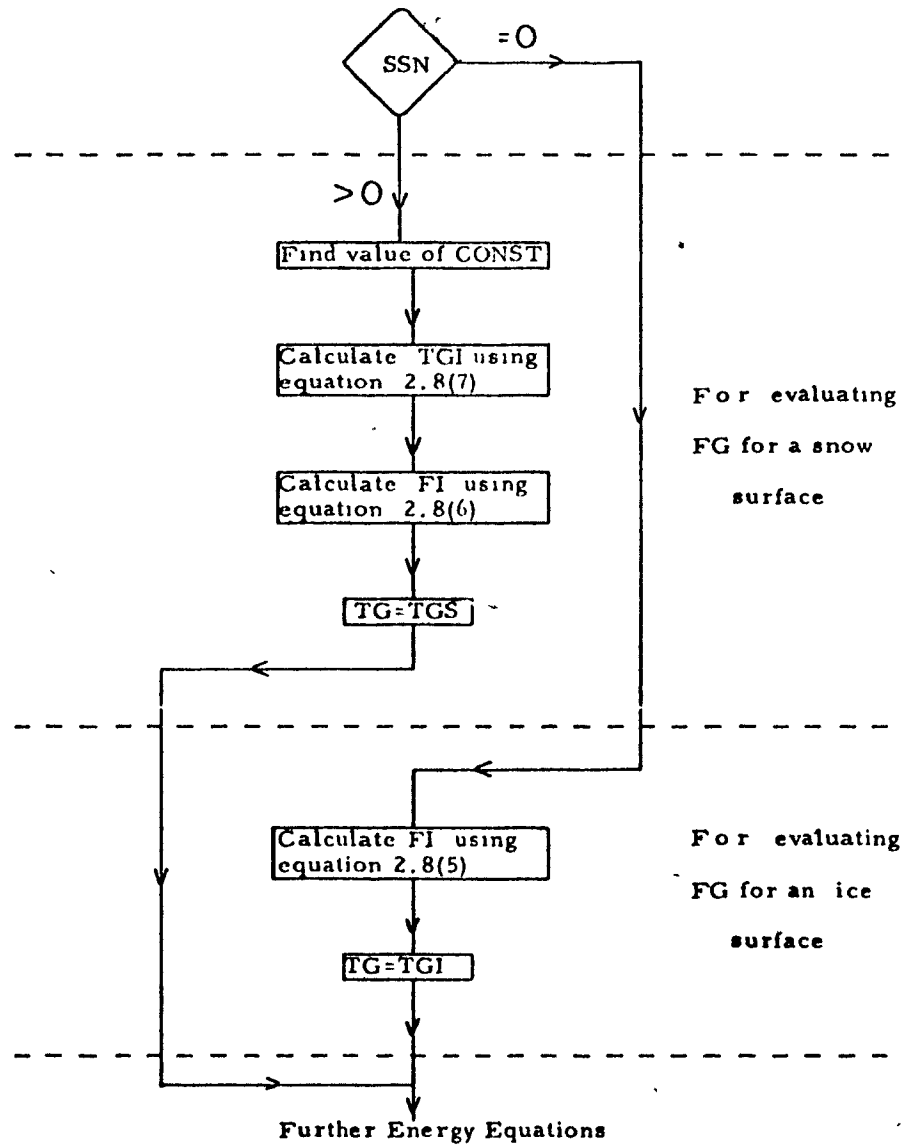 SSN
=0
>0
Find value of CONST
Calculate TGI using
equation 2.8(7)
For evaluating
FG for a snow
surface
Calculate FI using
equation 2.8(6)
TG=TGS
Calculate FI using
equation 2.8(5)
For evaluating
FG for an ice
surface
TG=TGI
Further Energy Equations